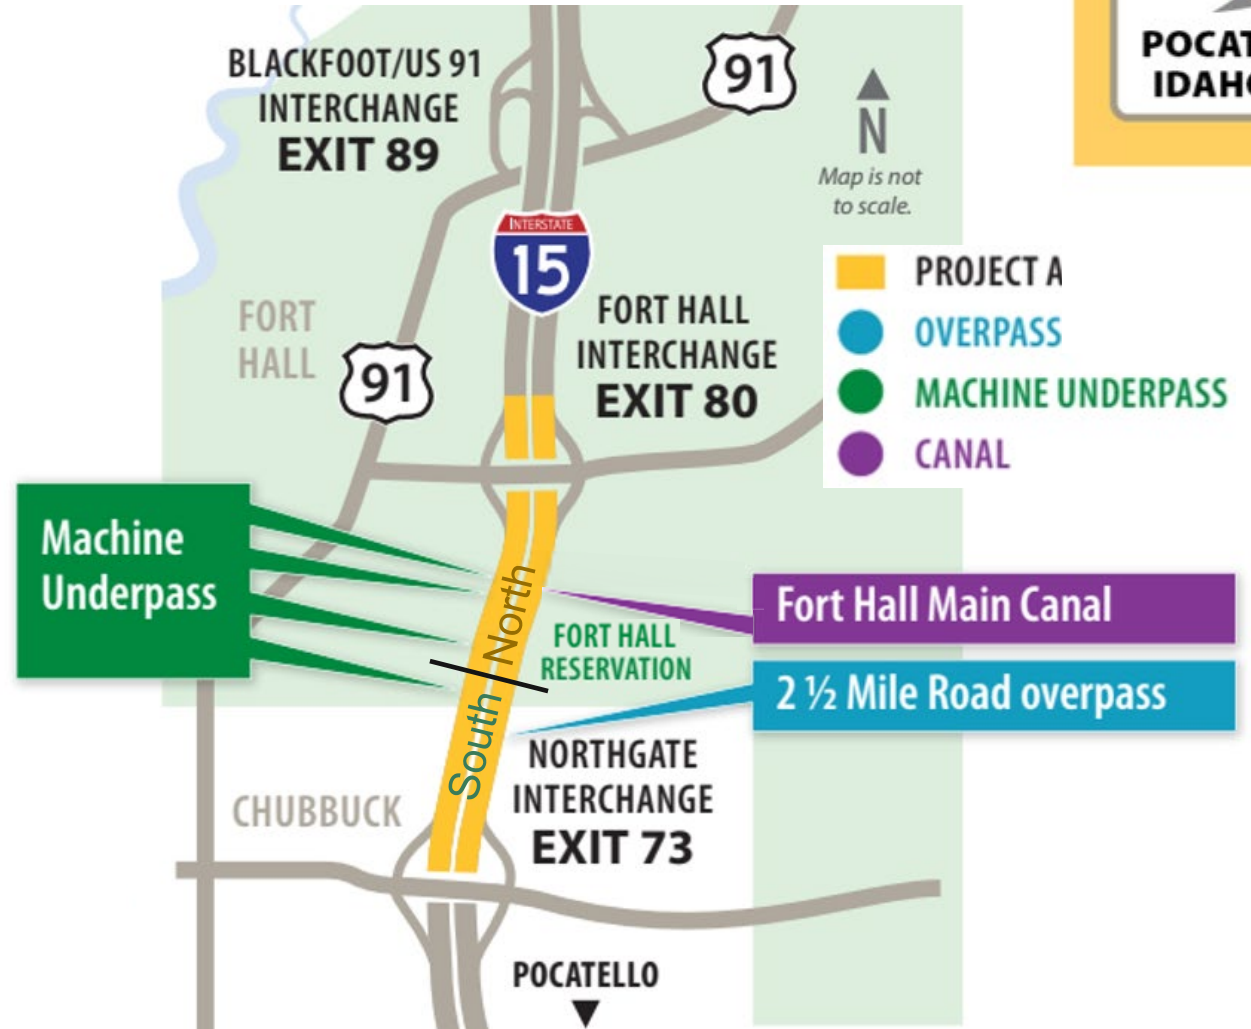 BLACKFOOT/US 91
INTERCHANGE
EXIT 89
91
N
Map is not
to scale.
INTERSTATE
15
FORT
HALL
91
FORT HALL
INTERCHANGE
EXIT 80
PROJECT A
OVERPASS
MACHINE UNDERPASS
CANAL
Machine
Underpass
North
South
FORT HALL
RESERVATION
Fort Hall Main Canal
2 ½ Mile Road overpass
NORTHGATE
INTERCHANGE
EXIT 73
CHUBBUCK
POCATELLO
POCAT
IDAHO